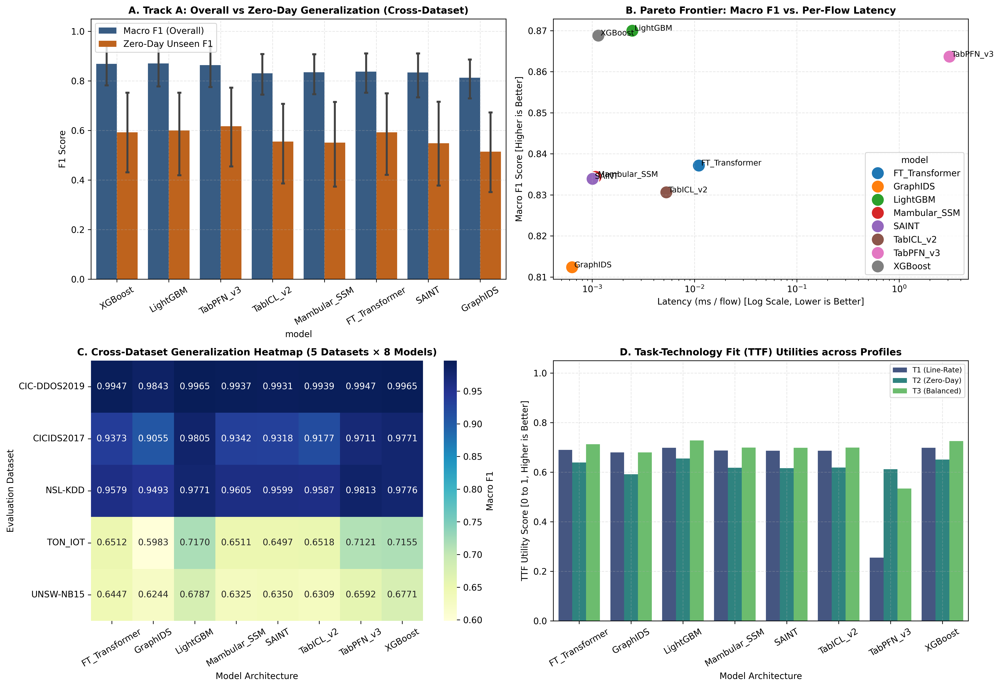 A. Track A: Overall vs Zero-Day Generalization (Cross-Dataset)
Macro F1 (Overall)
Zero-Day Unseen F1
F1 Score
1.0
0.8
0.6
0.4
0.2
0.0
XGBoost
LightGBM
TabPFN_v3
TabICL_v2
Mambular_SSM
FT_Transformer
SAINT
GraphIDS
model
B. Pareto Frontier: Macro F1 vs. Per-Flow Latency
Macro F1 Score [Higher is Better]
0.87
0.86
0.85
0.84
0.83
0.82
0.81
XGBoost
LightGBM
TabPFN_v3
FT_Transformer
Mambular_SSM
SAINT
TabICL_v2
GraphIDS
model
FT_Transformer
GraphIDS
LightGBM
Mambular_SSM
SAINT
TabICL_v2
TabPFN_v3
XGBoost
10⁻³ 10⁻² 10⁻¹ 10⁰
Latency (ms / flow) [Log Scale, Lower is Better]
C. Cross-Dataset Generalization Heatmap (5 Datasets × 8 Models)
Evaluation Dataset
CIC-DDOS2019 0.9947 0.9843 0.9965 0.9937 0.9931 0.9939 0.9947 0.9965
CICIDS2017 0.9373 0.9055 0.9805 0.9342 0.9318 0.9177 0.9711 0.9771
NSL-KDD 0.9579 0.9493 0.9771 0.9605 0.9599 0.9587 0.9813 0.9776
TON_IOT 0.6512 0.5983 0.7170 0.6511 0.6497 0.6518 0.7121 0.7155
UNSW-NB15 0.6447 0.6244 0.6787 0.6325 0.6350 0.6309 0.6592 0.6771
FT_Transformer
GraphIDS
LightGBM
Mambular_SSM
SAINT
TabICL_v2
TabPFN_v3
XGBoost
Model Architecture
0.95
0.90
0.85
0.80
0.75
0.70
0.65
0.60
Macro F1
D. Task-Technology Fit (TTF) Utilities across Profiles
TTF Utility Score [0 to 1, Higher is Better]
1.0
0.8
0.6
0.4
0.2
0.0
T1 (Line-Rate)
T2 (Zero-Day)
T3 (Balanced)
FT_Transformer
GraphIDS
LightGBM
Mambular_SSM
SAINT
TabICL_v2
TabPFN_v3
XGBoost
Model Architecture